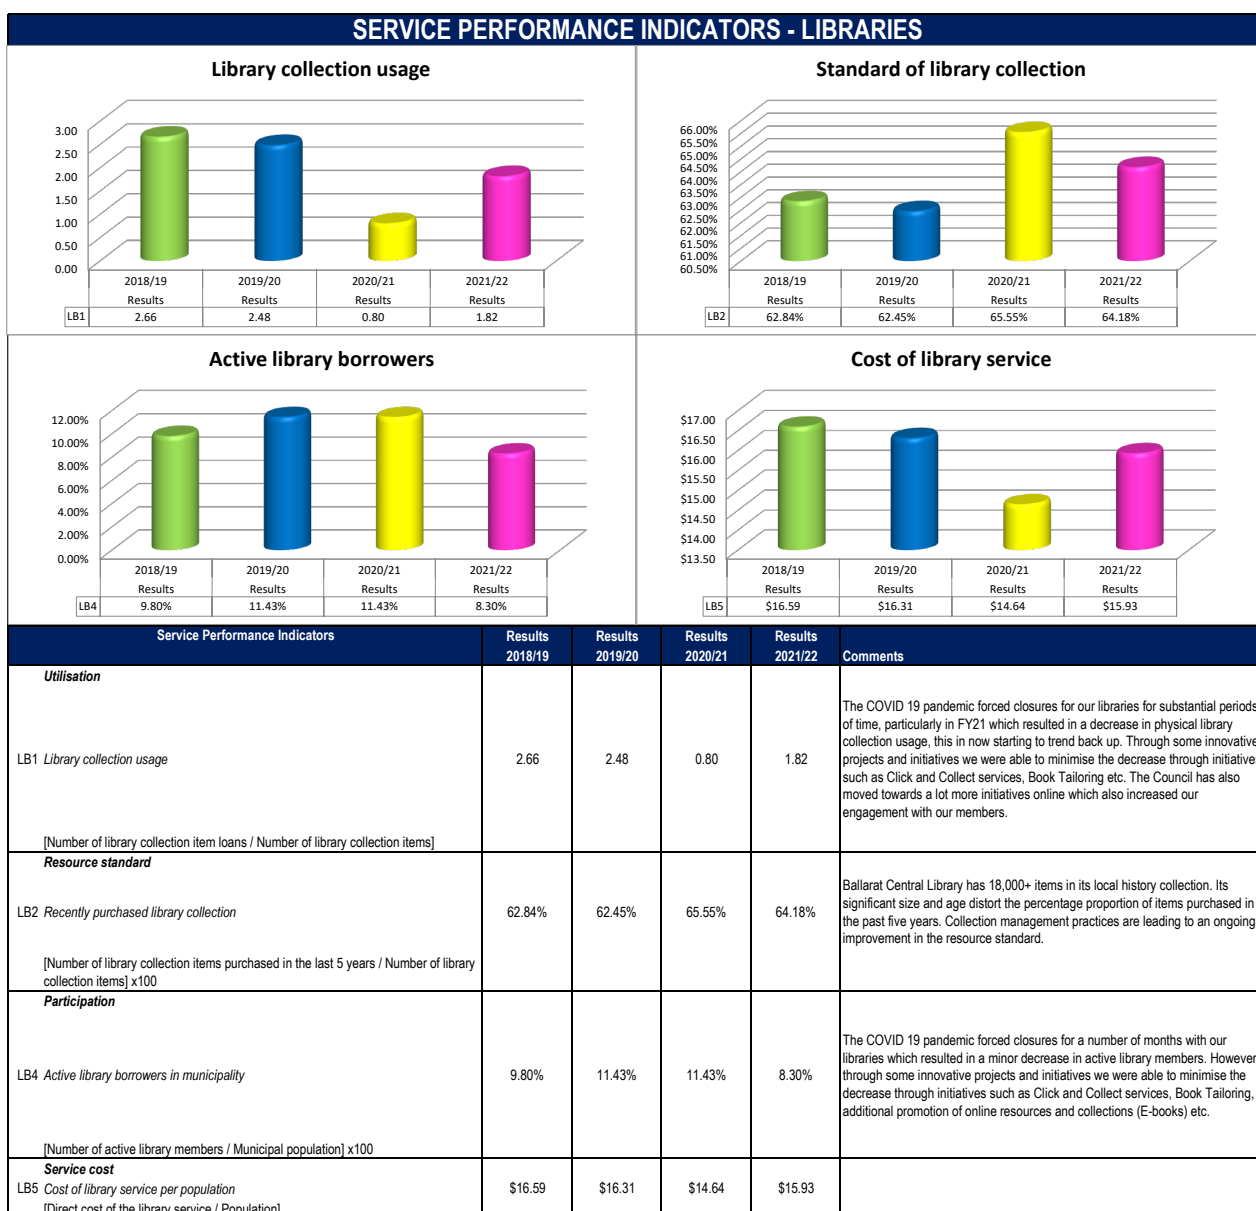 SERVICE PERFORMANCE INDICATORS - LIBRARIES
Library collection usage
3.00
2.50
2.00
1.50
1.00
0.50
0.00
2018/19 2019/20 2020/21 2021/22
Results Results Results Results
LB1 2.66 2.48 0.80 1.82
Standard of library collection
66.00%
65.50%
65.00%
64.50%
64.00%
63.50%
63.00%
62.50%
62.00%
61.50%
61.00%
60.50%
2018/19 2019/20 2020/21 2021/22
Results Results Results Results
LB2 62.84% 62.45% 65.55% 64.18%
Active library borrowers
12.00%
10.00%
8.00%
6.00%
4.00%
2.00%
0.00%
2018/19 2019/20 2020/21 2021/22
Results Results Results Results
LB4 9.80% 11.43% 11.43% 8.30%
Cost of library service
$17.00
$16.50
$16.00
$15.50
$15.00
$14.50
$14.00
$13.50
2018/19 2019/20 2020/21 2021/22
Results Results Results Results
LB5 $16.59 $16.31 $14.64 $15.93
Service Performance Indicators Results Results Results Results
2018/19 2019/20 2020/21 2021/22 Comments
Utilisation
LB1 Library collection usage 2.66 2.48 0.80 1.82
The COVID 19 pandemic forced closures for our libraries for substantial periods
of time, particularly in FY21 which resulted in a decrease in physical library
collection usage, this in now starting to trend back up. Through some innovative
projects and initiatives we were able to minimise the decrease through initiatives
such as Click and Collect services, Book Tailoring etc. The Council has also
moved towards a lot more initiatives online which also increased our
engagement with our members.
[Number of library collection item loans / Number of library collection items]
Resource standard
LB2 Recently purchased library collection 62.84% 62.45% 65.55% 64.18%
Ballarat Central Library has 18,000+ items in its local history collection. Its
significant size and age distort the percentage proportion of items purchased in
the past five years. Collection management practices are leading to an ongoing
improvement in the resource standard.
[Number of library collection items purchased in the last 5 years / Number of library
collection items] x100
Participation
LB4 Active library borrowers in municipality 9.80% 11.43% 11.43% 8.30%
The COVID 19 pandemic forced closures for a number of months with our
libraries which resulted in a minor decrease in active library members. However
through some innovative projects and initiatives we were able to minimise the
decrease through initiatives such as Click and Collect services, Book Tailoring,
additional promotion of online resources and collections (E-books) etc.
[Number of active library members / Municipal population] x100
Service cost
LB5 Cost of library service per population $16.59 $16.31 $14.64 $15.93
[Direct cost of the library service / Population]